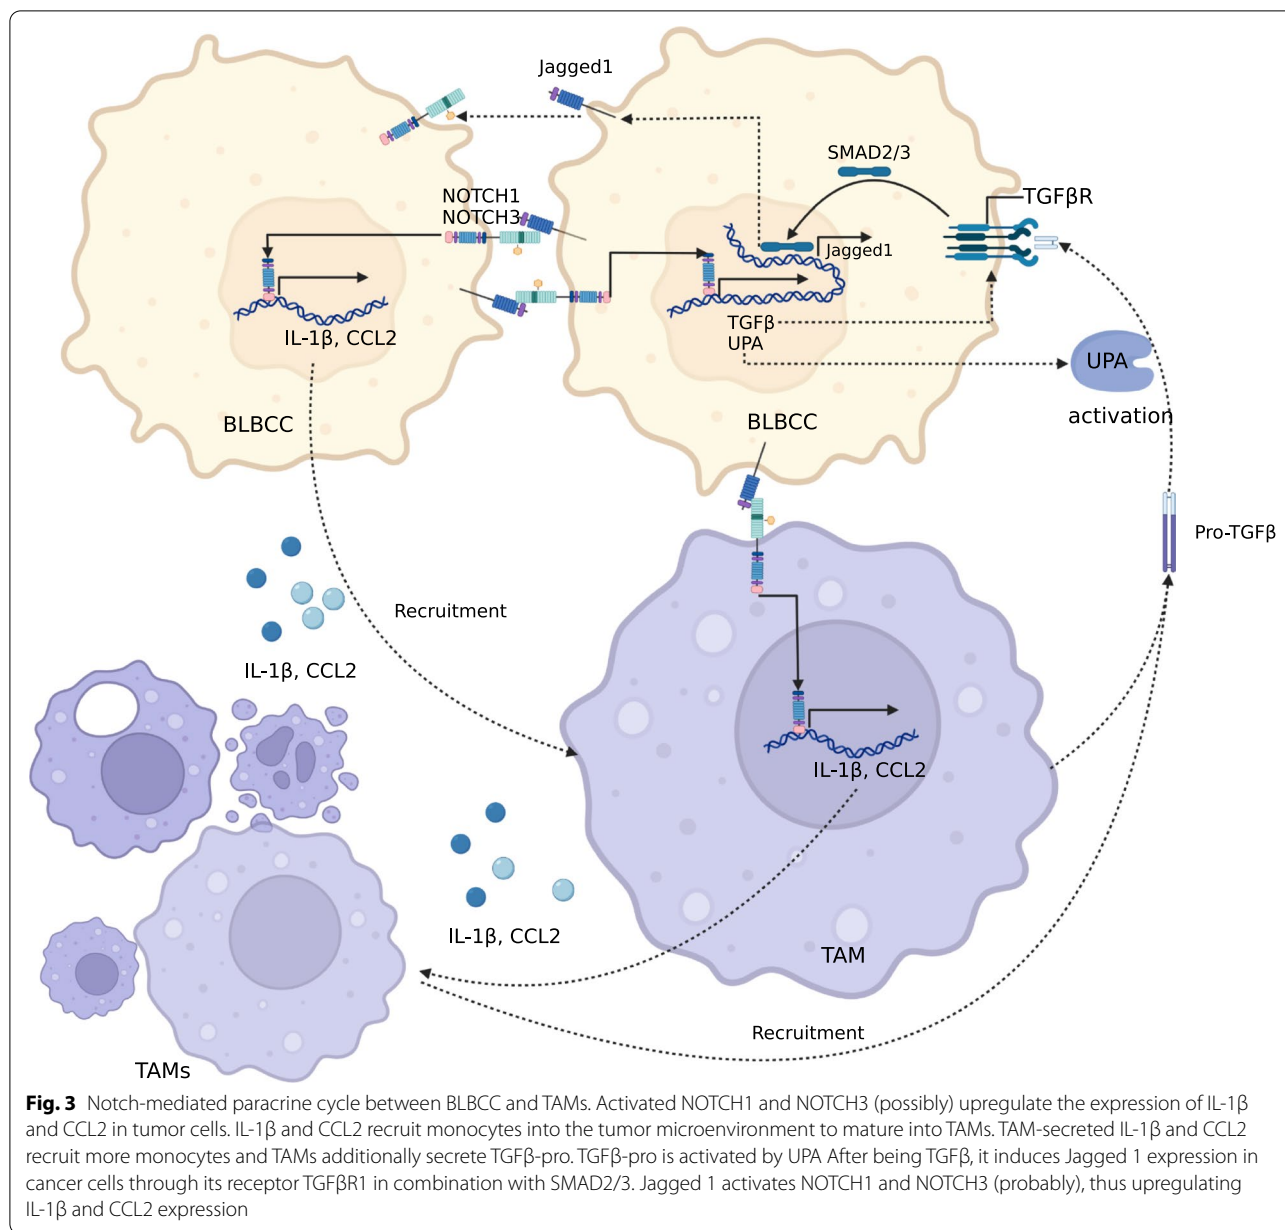 Jagged1
SMAD2/3
NOTCH1
NOTCH3
TGFβR
Jagged1
TGFβ
UPA
IL-1β, CCL2
UPA
activation
BLBCC
BLBCC
Pro-TGFβ
Recruitment
IL-1β, CCL2
IL-1β, CCL2
IL-1β, CCL2
TAM
Recruitment
TAMs
Fig. 3 Notch-mediated paracrine cycle between BLBCC and TAMs. Activated NOTCH1 and NOTCH3 (possibly) upregulate the expression of IL-1β
and CCL2 in tumor cells. IL-1β and CCL2 recruit monocytes into the tumor microenvironment to mature into TAMs. TAM-secreted IL-1β and CCL2
recruit more monocytes and TAMs additionally secrete TGFβ-pro. TGFβ-pro is activated by UPA After being TGFβ, it induces Jagged 1 expression in
cancer cells through its receptor TGFβR1 in combination with SMAD2/3. Jagged 1 activates NOTCH1 and NOTCH3 (probably), thus upregulating
IL-1β and CCL2 expression